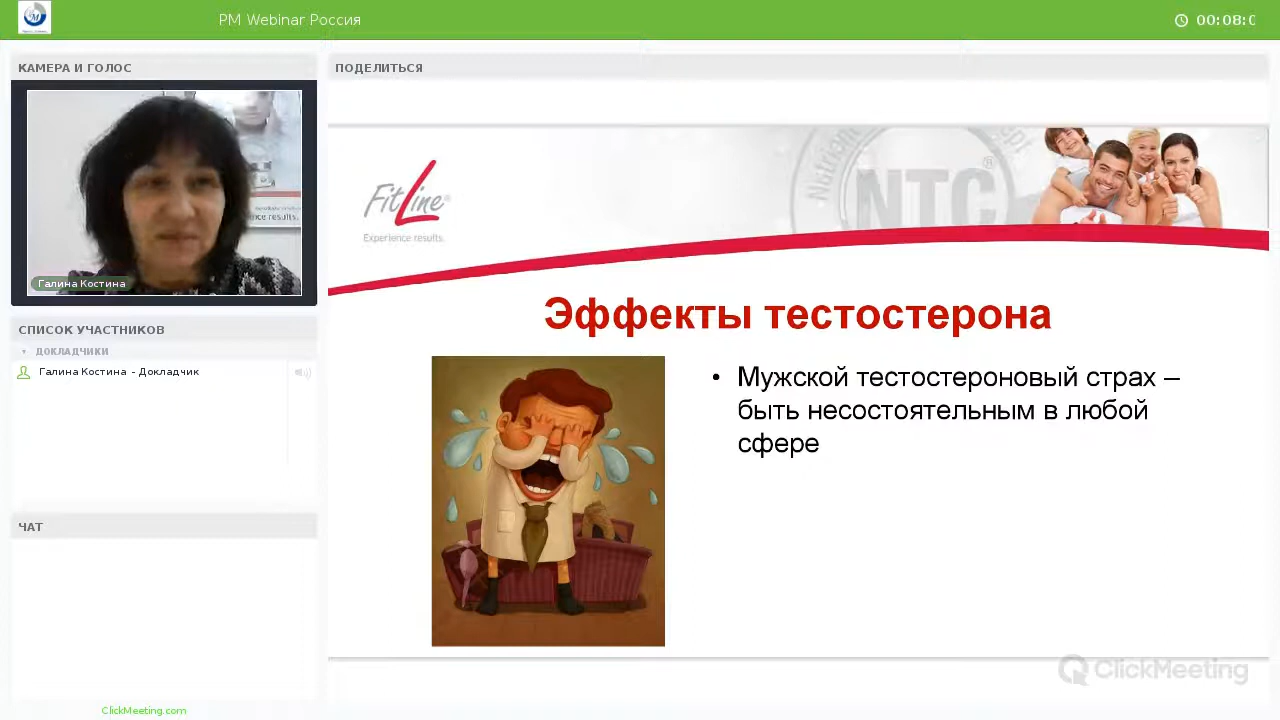 PM Webinar Россия
00:08:0
КАМЕРА И ГОЛОС
Галина Костина
СПИСОК УЧАСТНИКОВ
ДОКЛАДЧИКИ
Галина Костина - Докладчик
ЧАТ
ClickMeeting.com
ПОДЕЛИТЬСЯ
FitLine®
Experience results.
NTC®
Эффекты тестостерона
• Мужской тестостероновый страх –
быть несостоятельным в любой
сфере
ClickMeeting